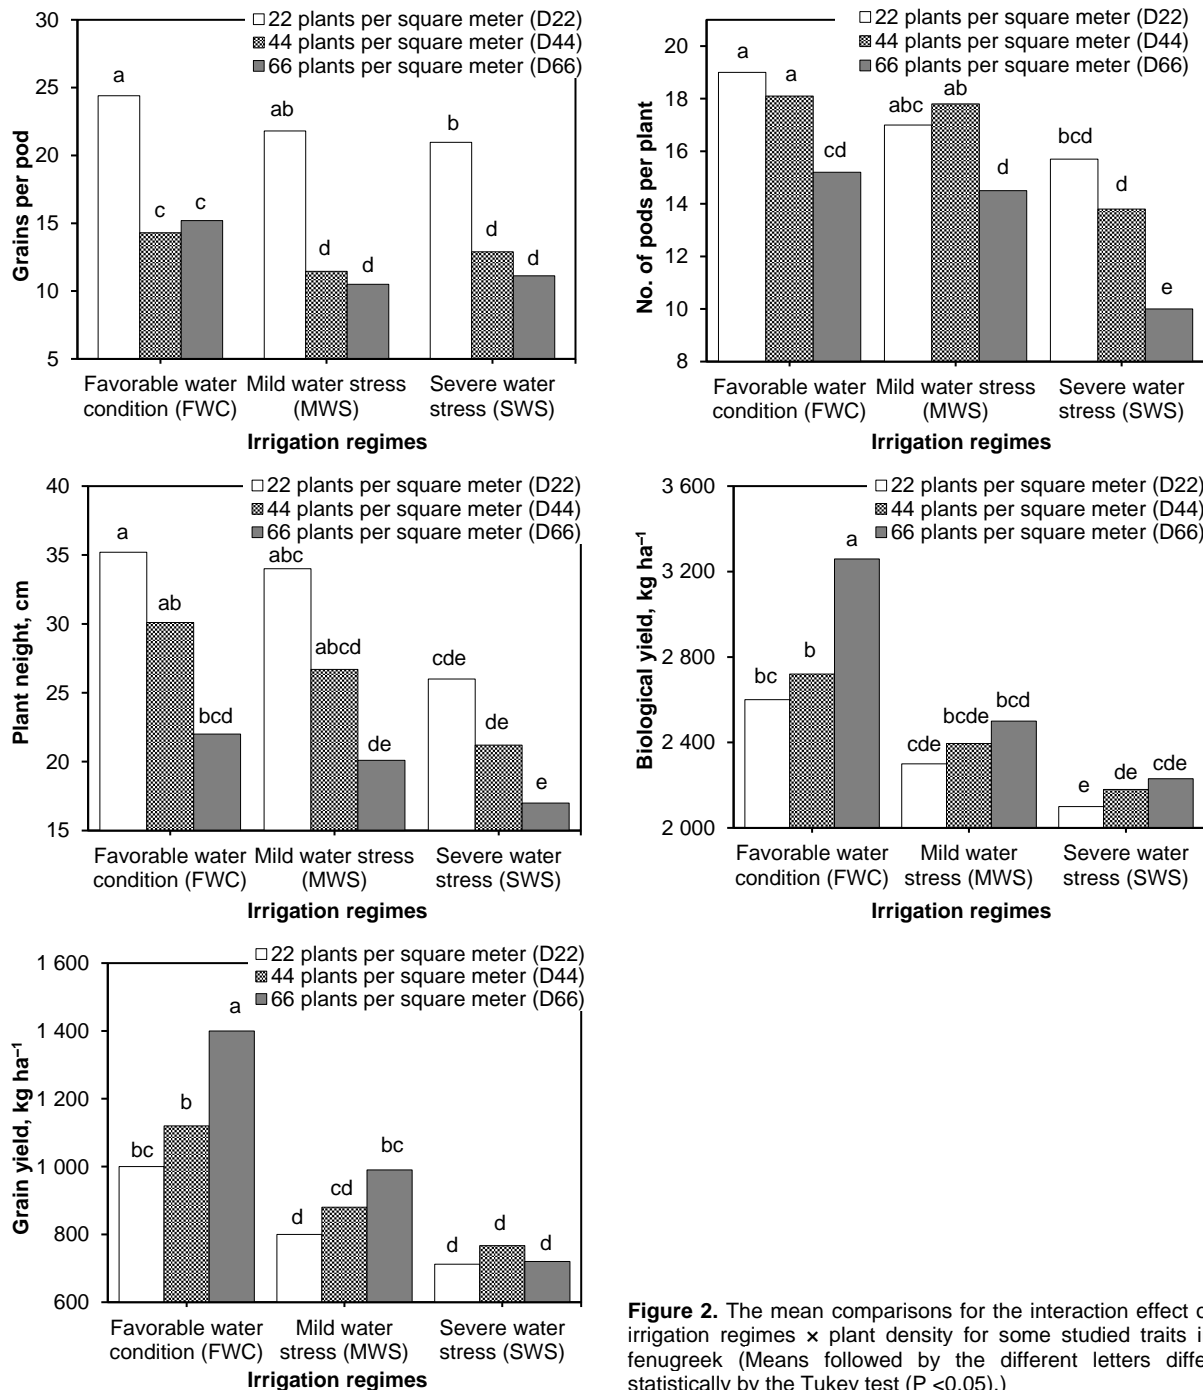 30
25
20
15
10
5
Grains per pod
22 plants per square meter (D22)
44 plants per square meter (D44)
66 plants per square meter (D66)
a
c
c
ab
d
d
b
d
d
Favorable water
condition (FWC)
Mild water stress
(MWS)
Severe water
stress (SWS)
Irrigation regimes
20
18
16
14
12
10
8
No. of pods per plant
22 plants per square meter (D22)
44 plants per square meter (D44)
66 plants per square meter (D66)
a
a
cd
abc
ab
d
bcd
d
e
Favorable water
condition (FWC)
Mild water stress
(MWS)
Severe water
stress (SWS)
Irrigation regimes
40
35
30
25
20
15
Plant neight, cm
22 plants per square meter (D22)
44 plants per square meter (D44)
66 plants per square meter (D66)
a
ab
bcd
abc
abcd
de
cde
de
e
Favorable water
condition (FWC)
Mild water stress
(MWS)
Severe water
stress (SWS)
Irrigation regimes
3 600
3 200
2 800
2 400
2 000
Biological yield, kg ha⁻¹
22 plants per square meter (D22)
44 plants per square meter (D44)
66 plants per square meter (D66)
bc
b
a
cde
bcde
bcd
e
de
cde
Favorable water
condition (FWC)
Mild water
stress (MWS)
Severe water
stress (SWS)
Irrigation regimes
1 600
1 400
1 200
1 000
800
600
Grain yield, kg ha⁻¹
22 plants per square meter (D22)
44 plants per square meter (D44)
66 plants per square meter (D66)
bc
b
a
d
cd
bc
d
d
d
Favorable water
condition (FWC)
Mild water
stress (MWS)
Severe water
stress (SWS)
Irrigation regimes
Figure 2. The mean comparisons for the interaction effect o
irrigation regimes × plant density for some studied traits i
fenugreek (Means followed by the different letters diffe
statistically by the Tukey test (P <0.05).)